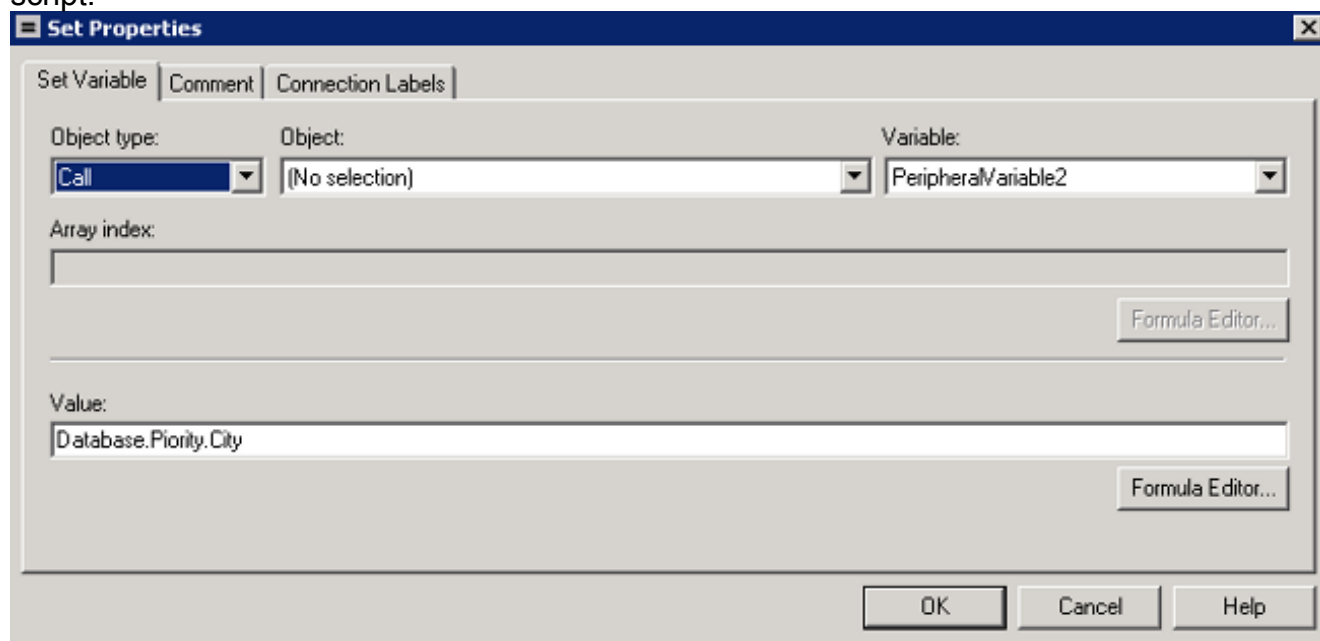 script.
Set Properties
Set Variable Comment Connection Labels
Object type: Object: Variable:
Call (No selection) PeripheralVariable2
Array index:
Formula Editor...
Value:
Database.Piority.City
Formula Editor...
OK Cancel Help